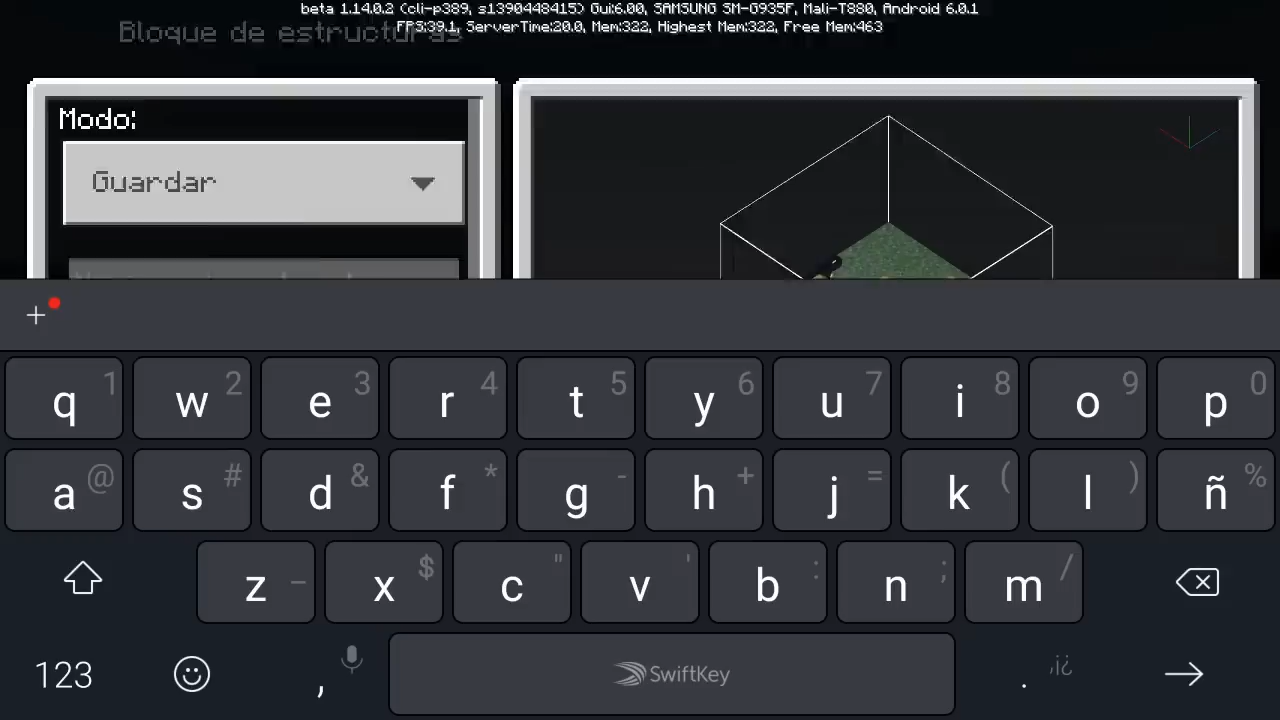 beta 1.14.0.2 (cli-p389, s1390448415) Gui:6.00, SAMSUNG SM-G935F, Mali-T880, Android 6.0.1
FPS:39.1, ServerTime:20.0, Mem:322, Highest Mem:322, Free Mem:463
Bloque de estructuras
Modo:
Guardar
+
q 1 w 2 e 3 r 4 t 5 y 6 u 7 i 8 o 9 p 0
a @ s # d & f * g - h + j = k ( l ) ñ %
z _ x $ c " v ' b : n ; m /
123 , SwiftKey . ,¡¿